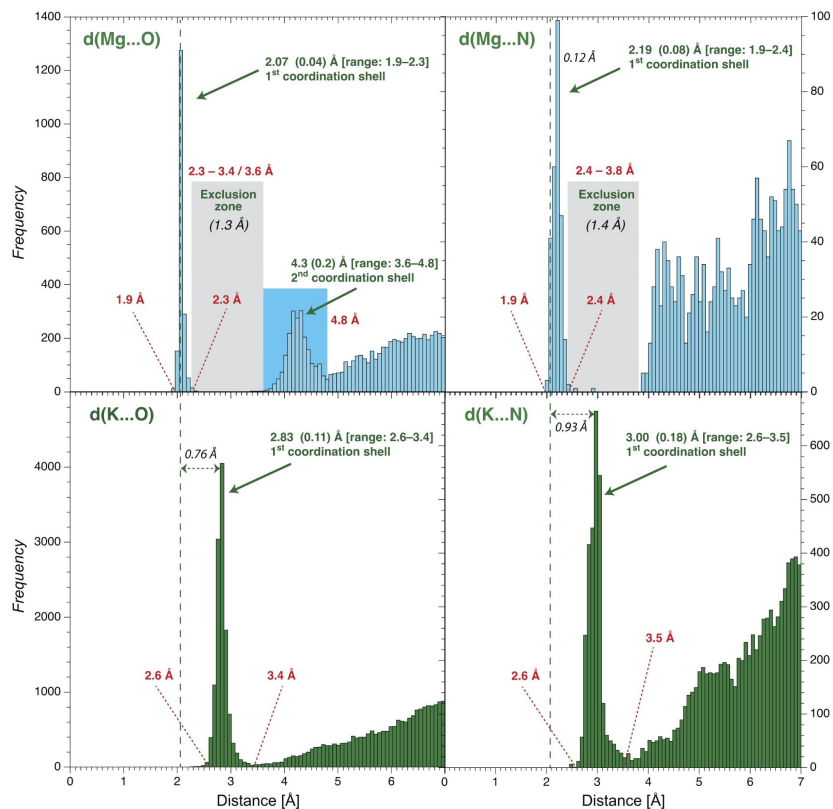 d(Mg...O)
2.07 (0.04) Å [range: 1.9–2.3]
1st coordination shell
2.3 – 3.4 / 3.6 Å
Exclusion
zone
(1.3 Å)
4.3 (0.2) Å [range: 3.6–4.8]
2nd coordination shell
1.9 Å
2.3 Å
4.8 Å
Frequency
1400
1200
1000
800
600
400
200
0
d(Mg...N)
0.12 Å
2.19 (0.08) Å [range: 1.9–2.4]
1st coordination shell
2.4 – 3.8 Å
Exclusion
zone
(1.4 Å)
1.9 Å
2.4 Å
100
80
60
40
20
0
d(K...O)
0.76 Å
2.83 (0.11) Å [range: 2.6–3.4]
1st coordination shell
2.6 Å
3.4 Å
Frequency
4000
3000
2000
1000
0
0 1 2 3 4 5 6
Distance [Å]
d(K...N)
0.93 Å
3.00 (0.18) Å [range: 2.6–3.5]
1st coordination shell
2.6 Å
3.5 Å
600
500
400
300
200
100
0
0 1 2 3 4 5 6 7
Distance [Å]